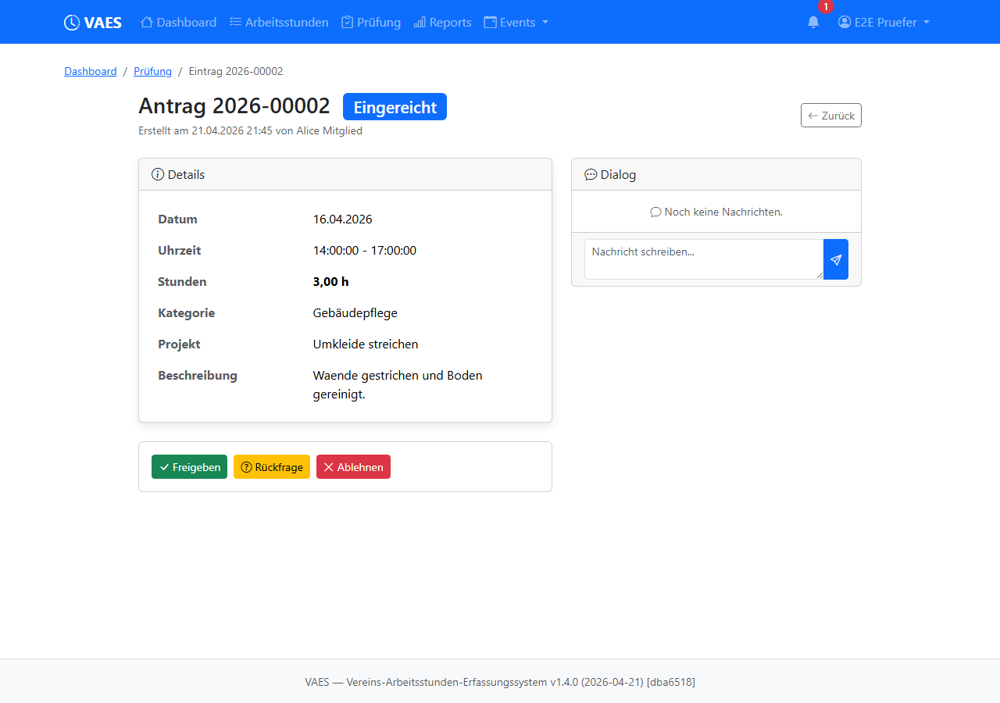 VAES Dashboard Arbeitsstunden Prüfung Reports Events 1 E2E Pruefer
Dashboard / Prüfung / Eintrag 2026-00002
Antrag 2026-00002 Eingereicht
Erstellt am 21.04.2026 21:45 von Alice Mitglied
Zurück
Details
Datum 16.04.2026
Uhrzeit 14:00:00 - 17:00:00
Stunden 3,00 h
Kategorie Gebäudepflege
Projekt Umkleide streichen
Beschreibung Waende gestrichen und Boden
gereinigt.
Freigeben Rückfrage Ablehnen
Dialog
Noch keine Nachrichten.
Nachricht schreiben...
VAES — Vereins-Arbeitsstunden-Erfassungssystem v1.4.0 (2026-04-21) [dba6518]